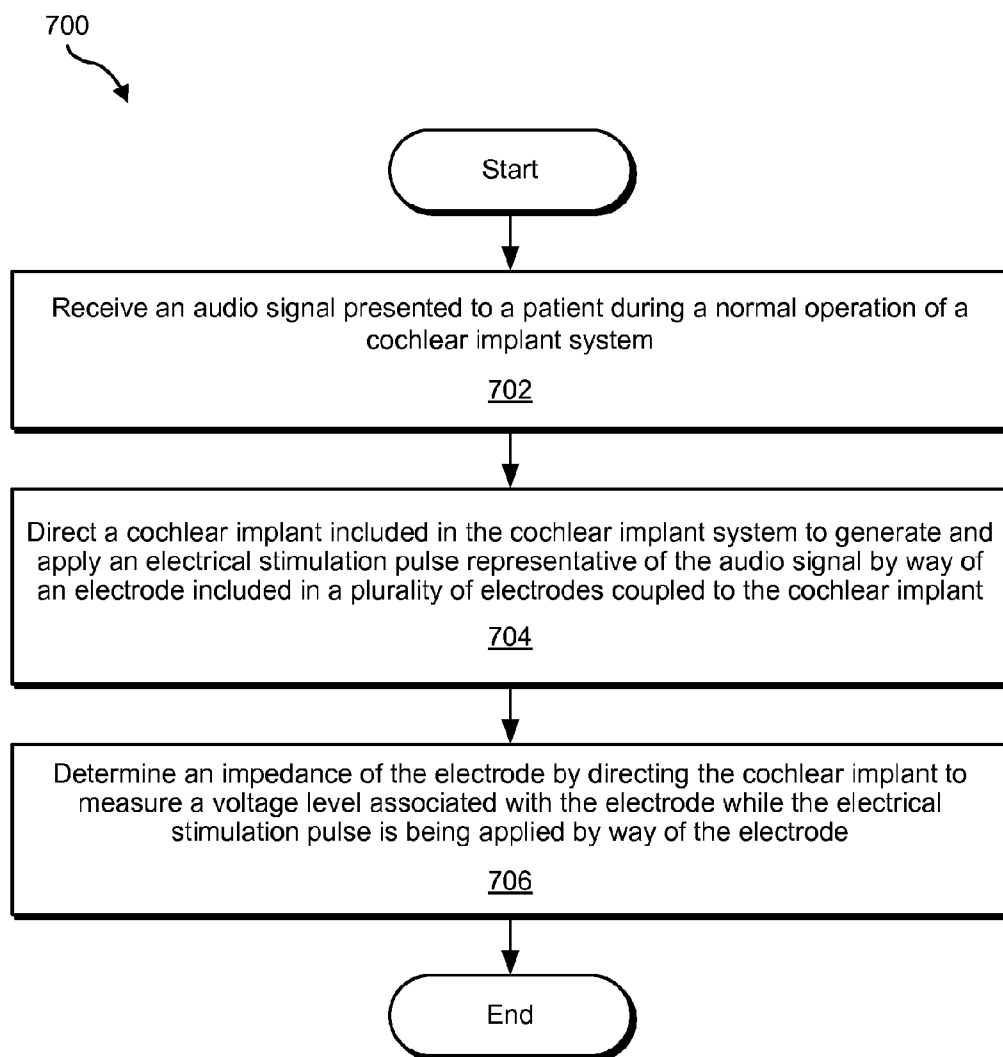 700
Start
Receive an audio signal presented to a patient during a normal operation of a
cochlear implant system
702
Direct a cochlear implant included in the cochlear implant system to generate and
apply an electrical stimulation pulse representative of the audio signal by way of
an electrode included in a plurality of electrodes coupled to the cochlear implant
704
Determine an impedance of the electrode by directing the cochlear implant to
measure a voltage level associated with the electrode while the electrical
stimulation pulse is being applied by way of the electrode
706
End